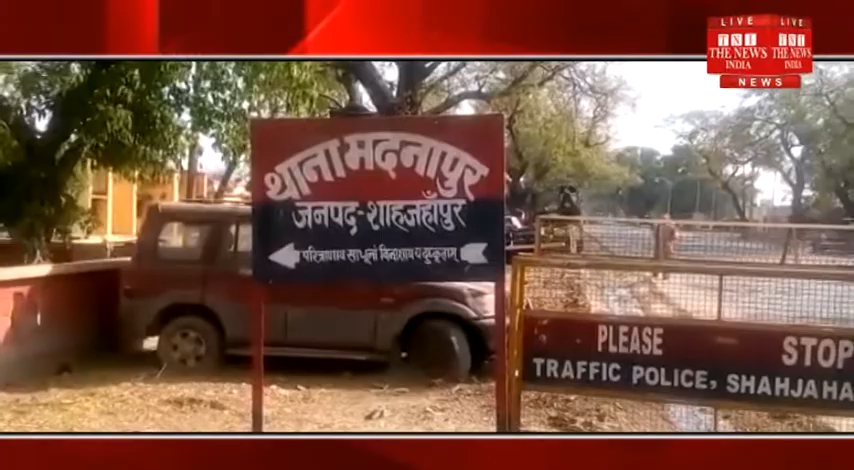 LIVE LIVE
TNI TNI
THE NEWS THE NEWS
INDIA INDIA
NEWS
थाना मदनापुर
जनपद-शाहजहाँपुर
परित्राणाय साधूनां विनाशाय च दुष्कृताम्
PLEASE STOP
TRAFFIC POLICE, SHAHJAHA